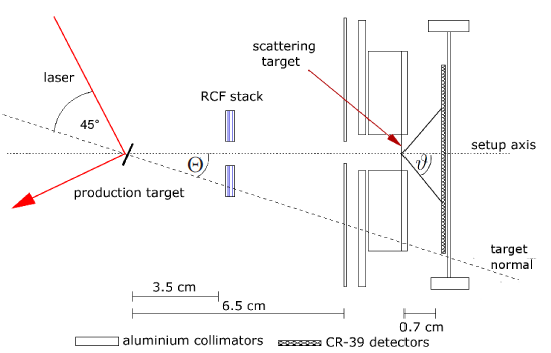 scattering
target
laser
RCF stack
45°
setup axis
Θ
ϑ
production target
target
normal
3.5 cm
6.5 cm
0.7 cm
aluminium collimators
CR-39 detectors